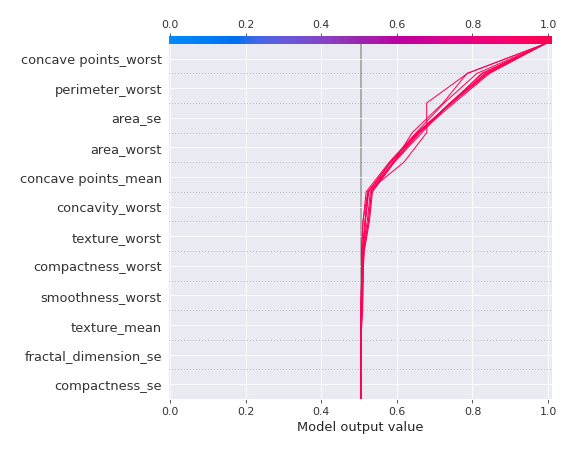 0.0 0.2 0.4 0.6 0.8 1.0
concave points_worst
perimeter_worst
area_se
area_worst
concave points_mean
concavity_worst
texture_worst
compactness_worst
smoothness_worst
texture_mean
fractal_dimension_se
compactness_se
0.0 0.2 0.4 0.6 0.8 1.0
Model output value